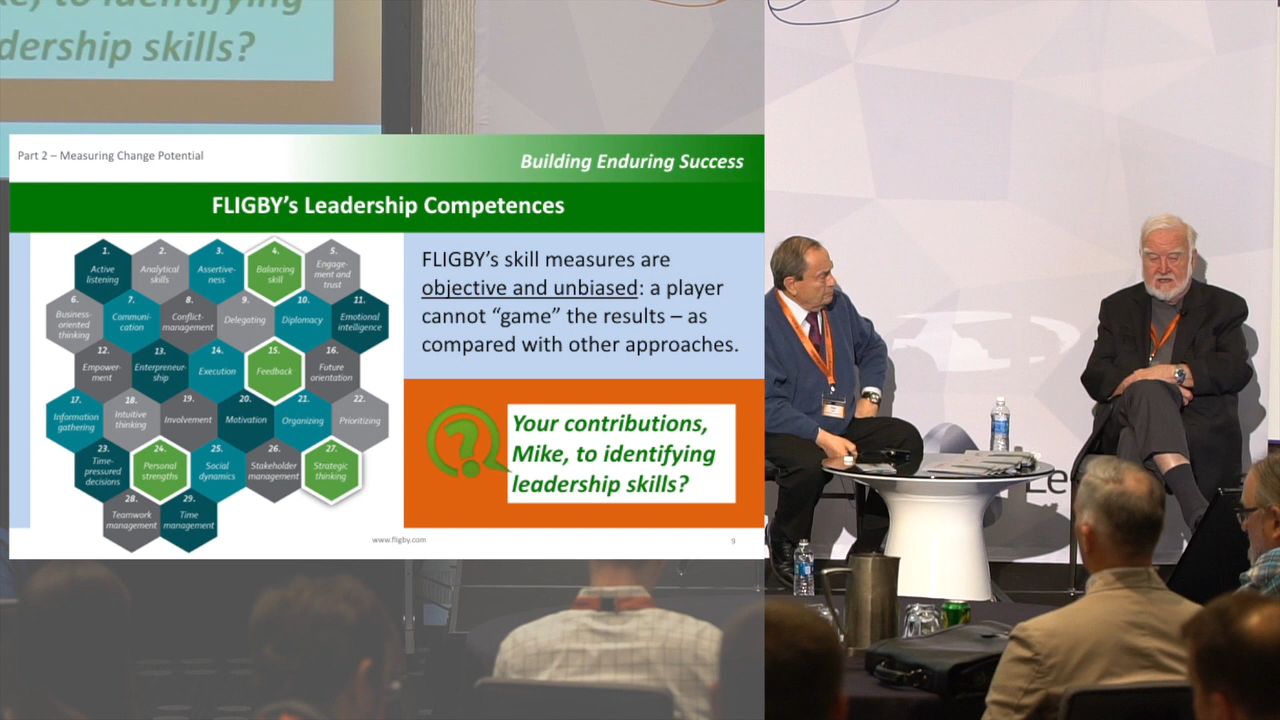 ke, to identifying
dership skills?
Part 2 – Measuring Change Potential
Building Enduring Success
FLIGBY's Leadership Competences
1.
Active
listening
2.
Analytical
skills
3.
Assertive-
ness
4.
Balancing
skill
5.
Engage-
ment and
trust
6.
Business-
oriented
thinking
7.
Communi-
cation
8.
Conflict-
management
9.
Delegating
10.
Diplomacy
11.
Emotional
intelligence
12.
Empower-
ment
13.
Enterpreneur-
ship
14.
Execution
15.
Feedback
16.
Future
orientation
17.
Information
gathering
18.
Intuitive
thinking
19.
Involvement
20.
Motivation
21.
Organizing
22.
Prioritizing
23.
Time-
pressured
decisions
24.
Personal
strengths
25.
Social
dynamics
26.
Stakeholder
management
27.
Strategic
thinking
28.
Teamwork
management
29.
Time
management
FLIGBY's skill measures are
objective and unbiased: a player
cannot “game” the results – as
compared with other approaches.
?
Your contributions,
Mike, to identifying
leadership skills?
www.fligby.com
9
Le